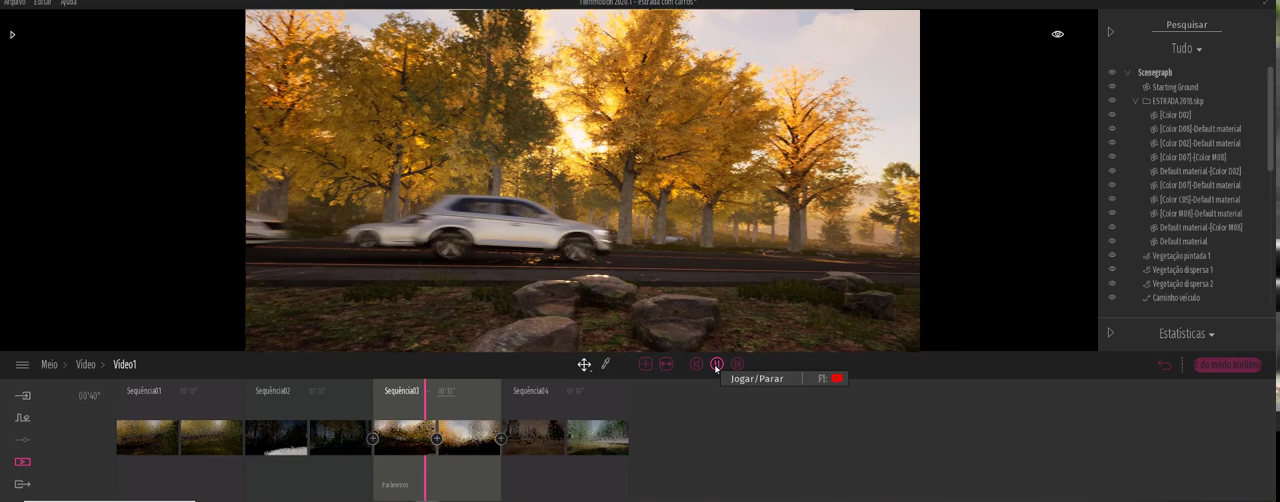 Arquivo Editar Ajuda
Twinmotion 2020.1 - estrada com carros*
Pesquisar
Tudo
Scenegraph
Starting Ground
ESTRADA 2018.skp
[Color D02]
[Color D08]-Default material
[Color D02]-Default material
[Color D07]-[Color M08]
Default material-[Color D02]
[Color D07]-Default material
[Color C05]-Default material
[Color M08]-Default material
Default material-[Color M08]
Default material
Vegetação pintada 1
Vegetação dispersa 1
Vegetação dispersa 2
Caminho veículo
Estatísticas
Meio > Vídeo > Vídeo1
Jogar/Parar
F1:
00'40"
Sequência01 00'10"
Sequência02 00'10"
Sequência03 00'10"
Sequência04 00'10"
Parâmetros